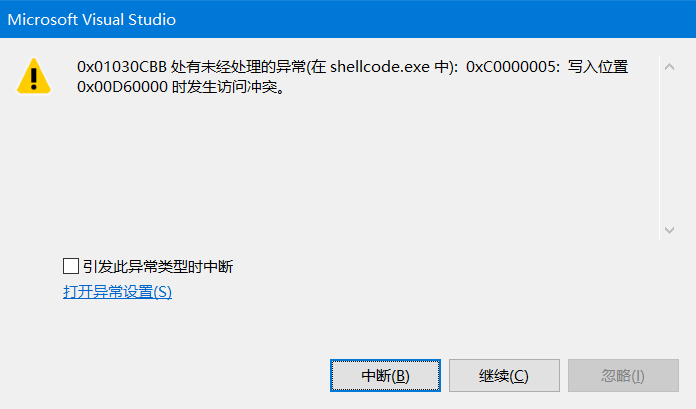 Microsoft Visual Studio
0x01030CBB 处有未经处理的异常(在 shellcode.exe 中): 0xC0000005: 写入位置
0x00D60000 时发生访问冲突。
引发此异常类型时中断
打开异常设置(S)
中断(B)
继续(C)
忽略(I)